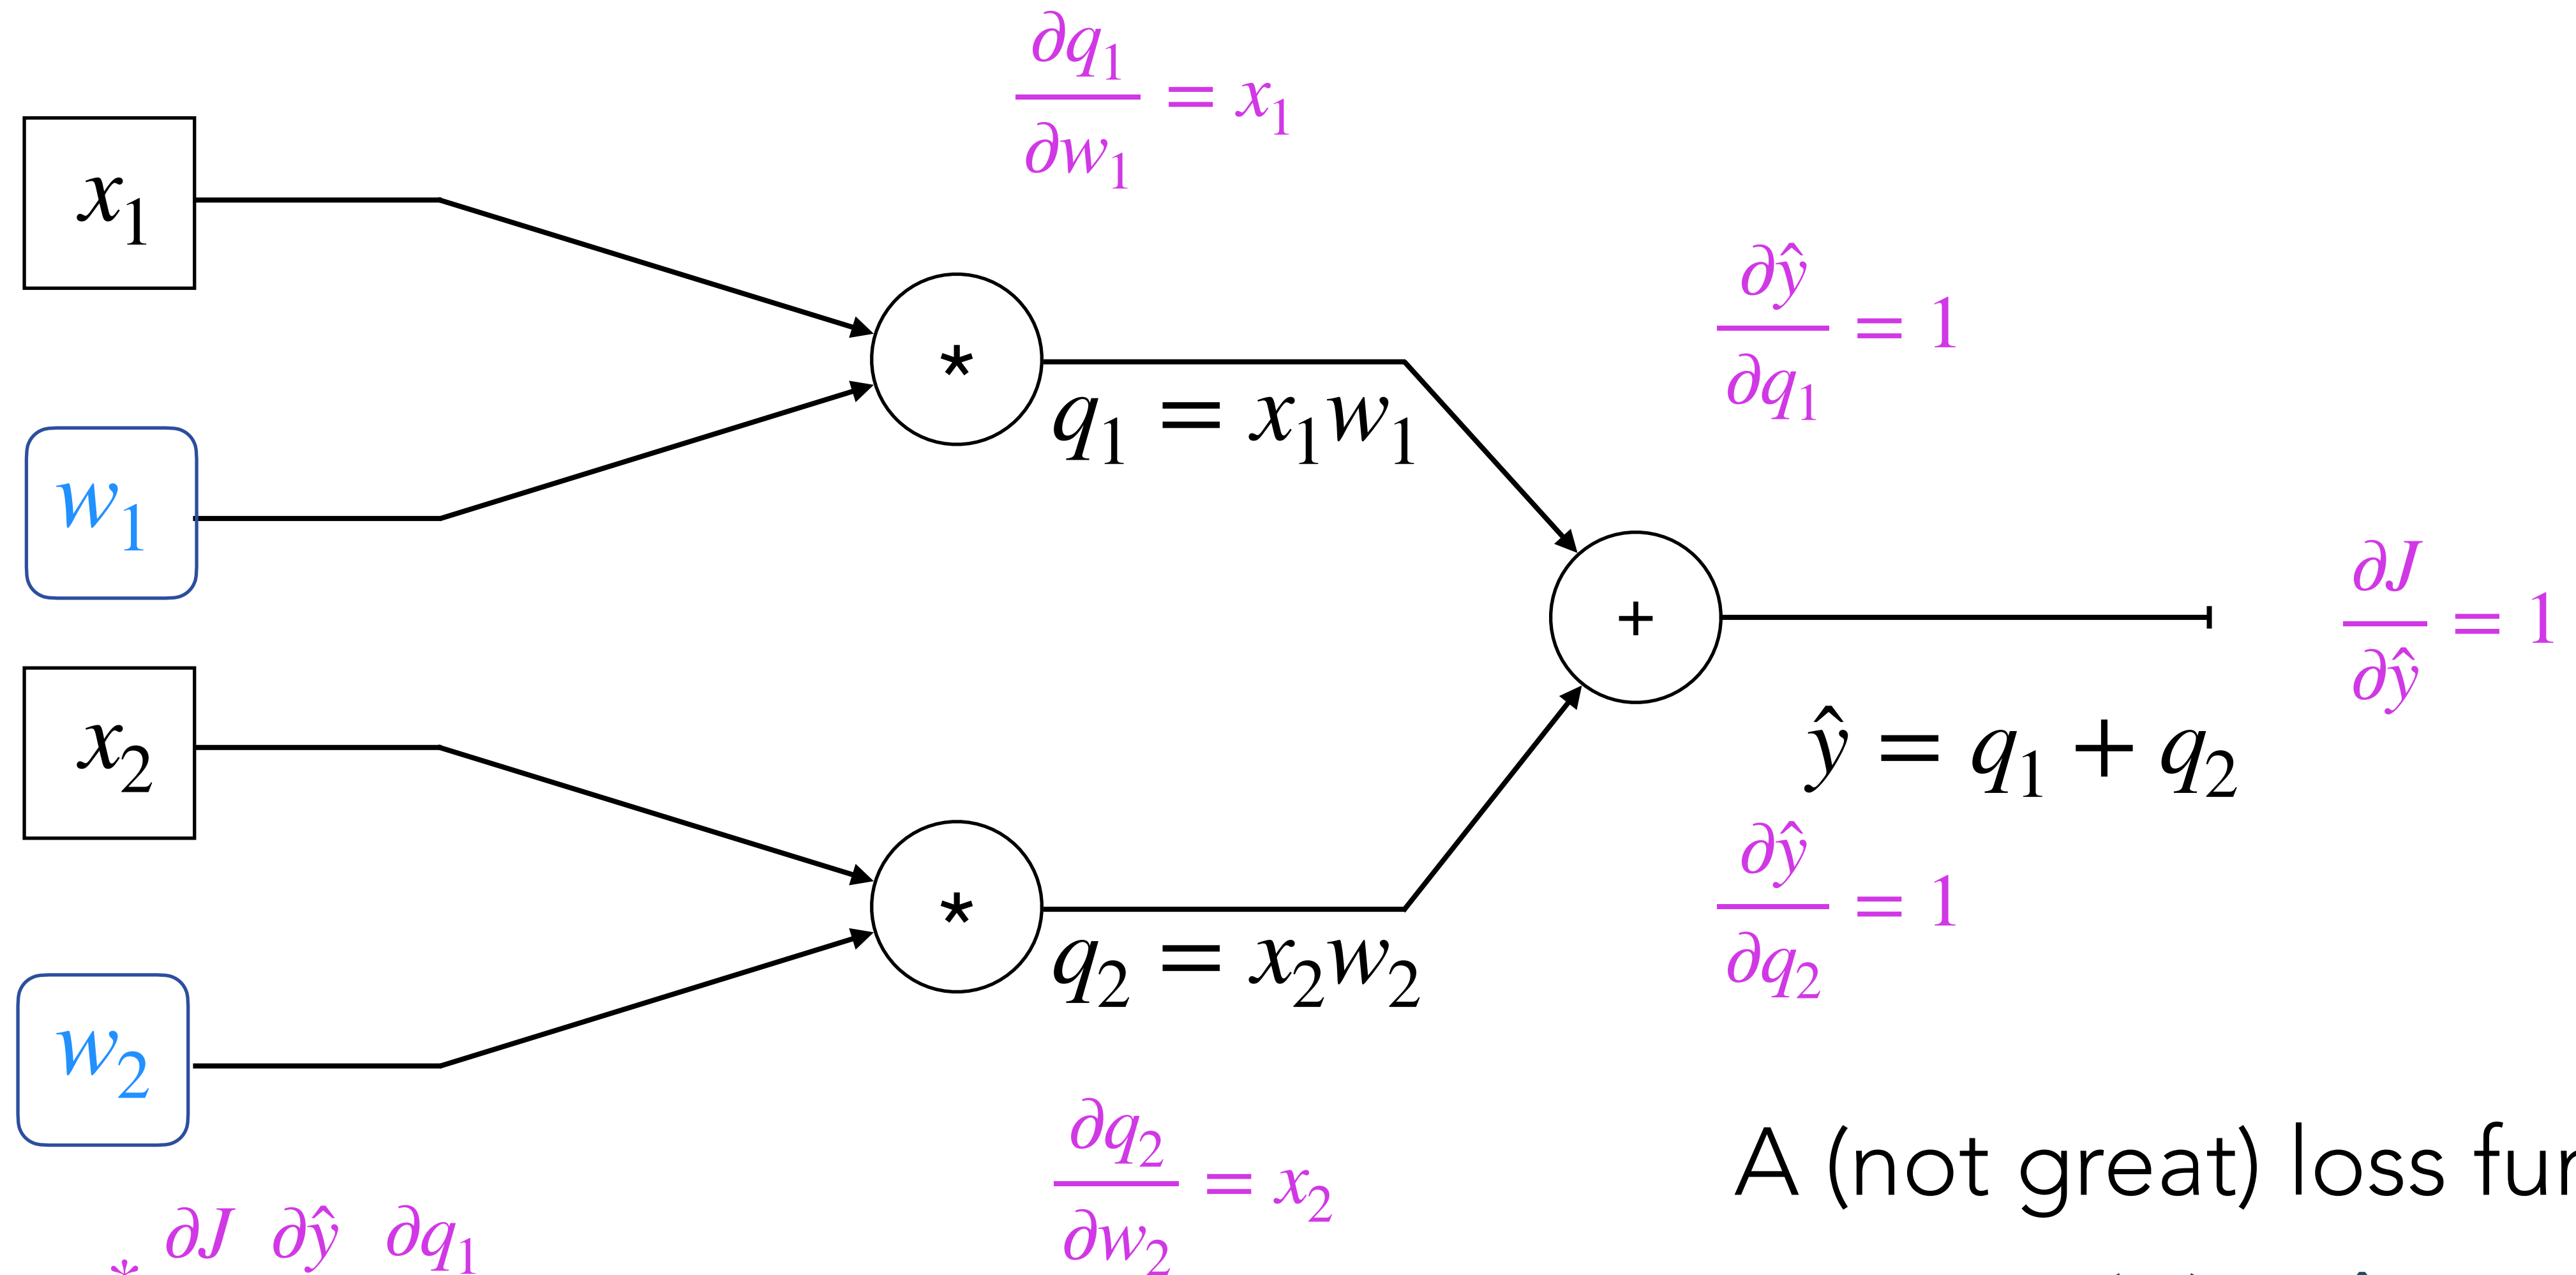 ∂q₁/∂w₁ = x₁
x₁
∂ŷ/∂q₁ = 1
*
q₁ = x₁w₁
w₁
∂J/∂ŷ = 1
+
x₂
ŷ = q₁ + q₂
∂ŷ/∂q₂ = 1
*
q₂ = x₂w₂
w₂
∂q₂/∂w₂ = x₂
A (not great) loss
∂J ∂ŷ ∂q₁